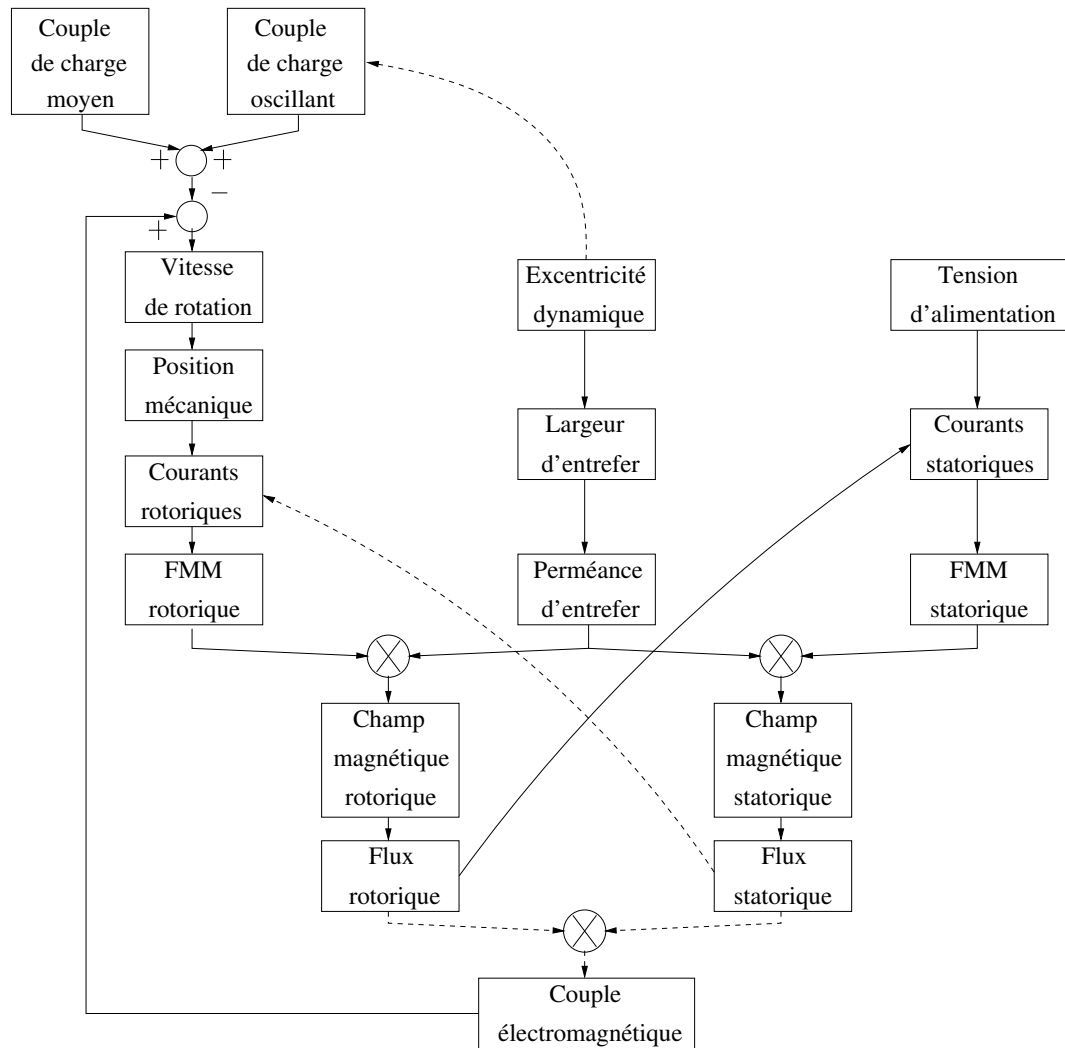 Couple
de charge
moyen
Couple
de charge
oscillant
+
+
−
+
Vitesse
de rotation
Excentricité
dynamique
Tension
d'alimentation
Position
mécanique
Largeur
d'entrefer
Courants
statoriques
Courants
rotoriques
FMM
rotorique
Perméance
d'entrefer
FMM
statorique
Champ
magnétique
rotorique
Champ
magnétique
statorique
Flux
rotorique
Flux
statorique
Couple
électromagnétique